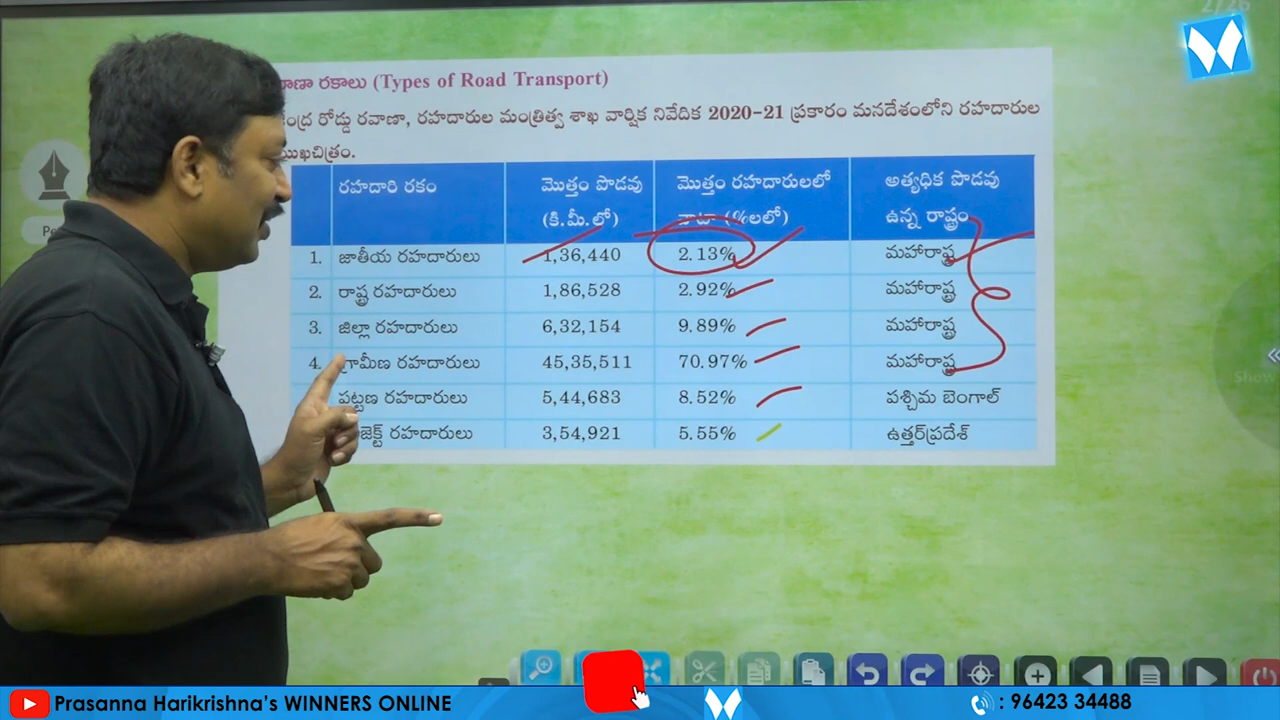 రకాలు (Types of Road Transport)
రోడ్డు రవాణా, రహదారుల మంత్రిత్వ శాఖ వార్షిక నివేదిక 2020-21 ప్రకారం మనదేశంలోని రహదారుల
రహదారి రకం మొత్తం పొడవు (కి.మీ.లో) మొత్తం రహదారులలో వాటా (%లలో) అత్యధిక పొడవు ఉన్న రాష్ట్రం
1. జాతీయ రహదారులు 1,36,440 2.13% మహారాష్ట్ర
2. రాష్ట్ర రహదారులు 1,86,528 2.92% మహారాష్ట్ర
3. జిల్లా రహదారులు 6,32,154 9.89% మహారాష్ట్ర
4. గ్రామీణ రహదారులు 45,35,511 70.97% మహారాష్ట్ర
పట్టణ రహదారులు 5,44,683 8.52% పశ్చిమ బెంగాల్
రహదారులు 3,54,921 5.55% ఉత్తర్‌ప్రదేశ్
Prasanna Harikrishna's WINNERS ONLINE
: 96423 34488